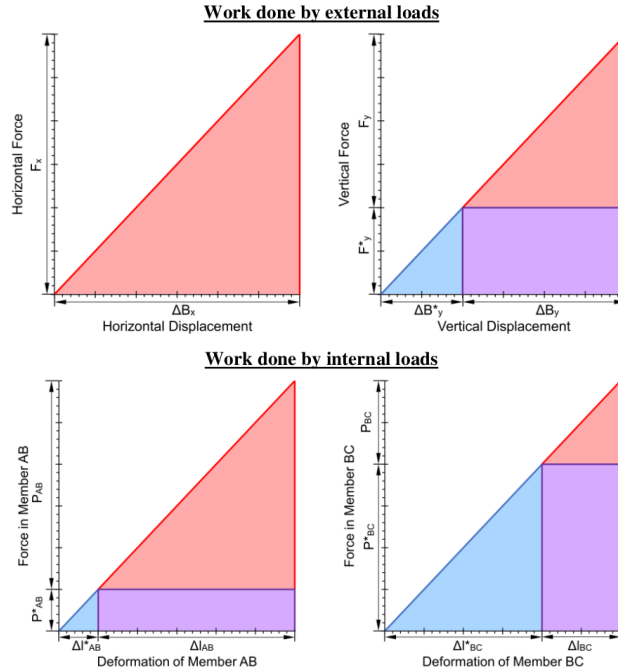 Work done by external loads
Horizontal Force
Fx
ΔBx
Horizontal Displacement
Vertical Force
Fy
F*y
ΔB*y
ΔBy
Vertical Displacement
Work done by internal loads
Force in Member AB
PAB
P*AB
Δl*AB
ΔlAB
Deformation of Member AB
Force in Member BC
PBC
P*BC
Δl*BC
ΔlBC
Deformation of Member BC